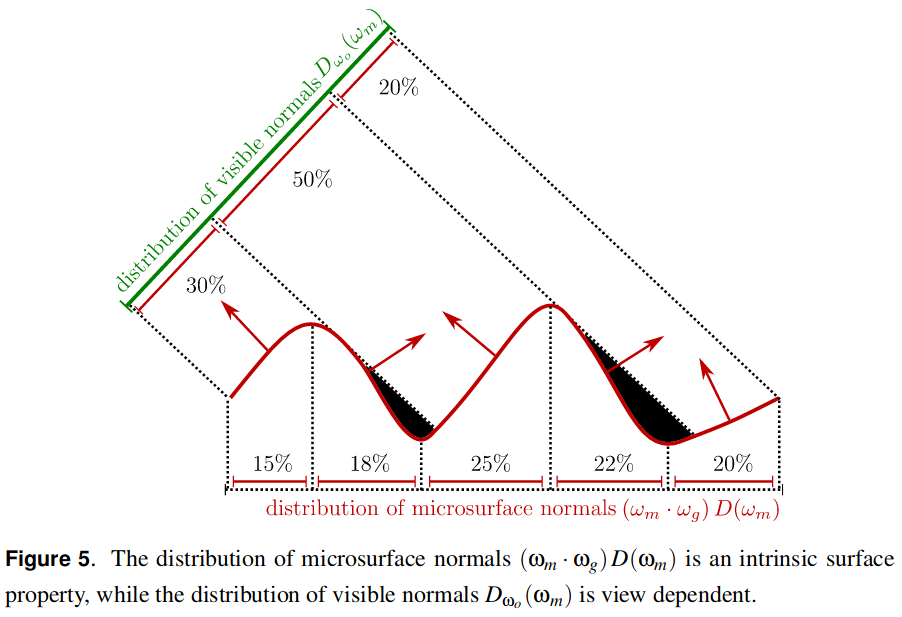 distribution of visible normals D_{ω_o}(ω_m)
20%
50%
30%
15% 18% 25% 22% 20%
distribution of microsurface normals (ω_m · ω_g) D(ω_m)
Figure 5. The distribution of microsurface normals (ω_m · ω_g)D(ω_m) is an intrinsic surface
property, while the distribution of visible normals D_{ω_o}(ω_m) is view dependent.